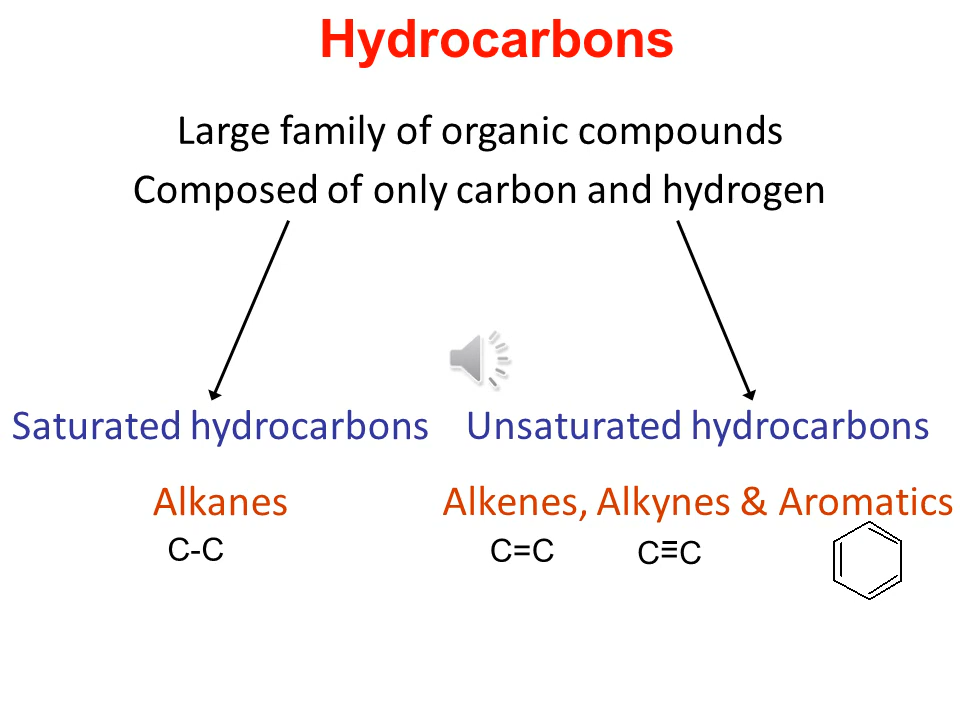 Hydrocarbons
Large family of organic compounds
Composed of only carbon and hydrogen
Saturated hydrocarbons
Unsaturated hydrocarbons
Alkanes
Alkenes, Alkynes & Aromatics
C-C
C=C
C≡C